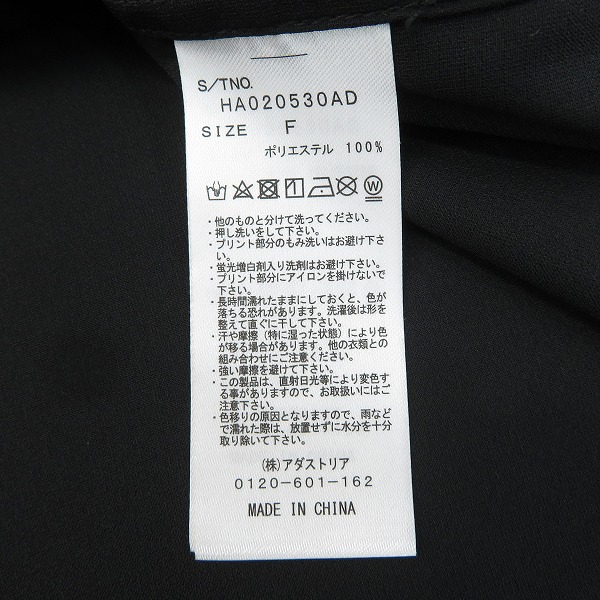 S/TNO.
HA020530AD
SIZE F
ポリエステル 100%
・他のものと分けて洗ってください。
・押し洗いをして下さい。
・プリント部分のもみ洗いはお避け下さ
い。
・蛍光増白剤入り洗剤はお避け下さい。
・プリント部分にアイロンを掛けないで
下さい。
・長時間濡れたままにしておくと、色が
落ちる恐れがあります。洗濯後は形を
整えて直ぐに干して下さい。
・汗や摩擦（特に湿った状態）により色
が移る場合があります。他の衣類との
組み合わせにご注意ください。
・強い摩擦を避けて下さい。
・この製品は、直射日光等により変色す
る事がありますので、お取扱いにはご
注意下さい。
・色移りの原因となりますので、雨など
で濡れた際は、放置せずに水分を十分
取り除いて下さい。
(株)アダストリア
0120-601-162
MADE IN CHINA